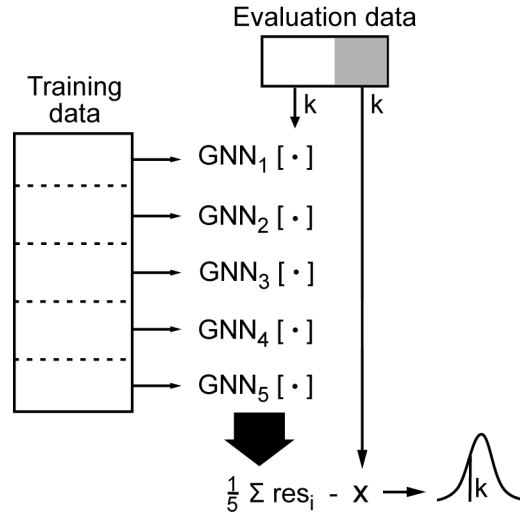 Evaluation data
Training
data
k
k
GNN₁ [ · ]
GNN₂ [ · ]
GNN₃ [ · ]
GNN₄ [ · ]
GNN₅ [ · ]
1/5 Σ resᵢ - x
k